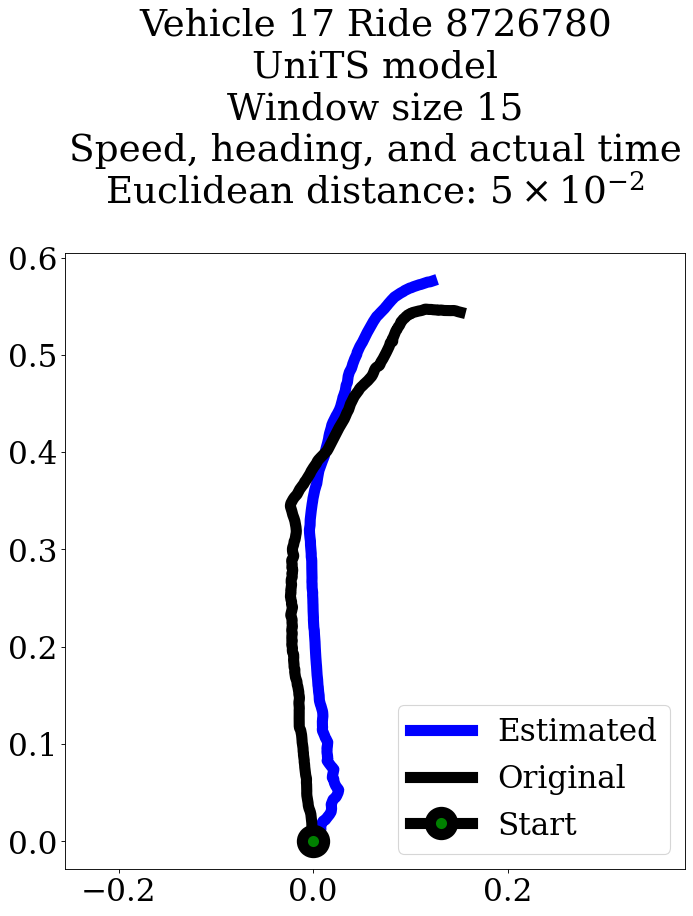 Vehicle 17 Ride 8726780
UniTS model
Window size 15
Speed, heading, and actual time
Euclidean distance: 5 × 10⁻²
0.6
0.5
0.4
0.3
0.2
0.1
0.0
−0.2
0.0
0.2
Estimated
Original
Start